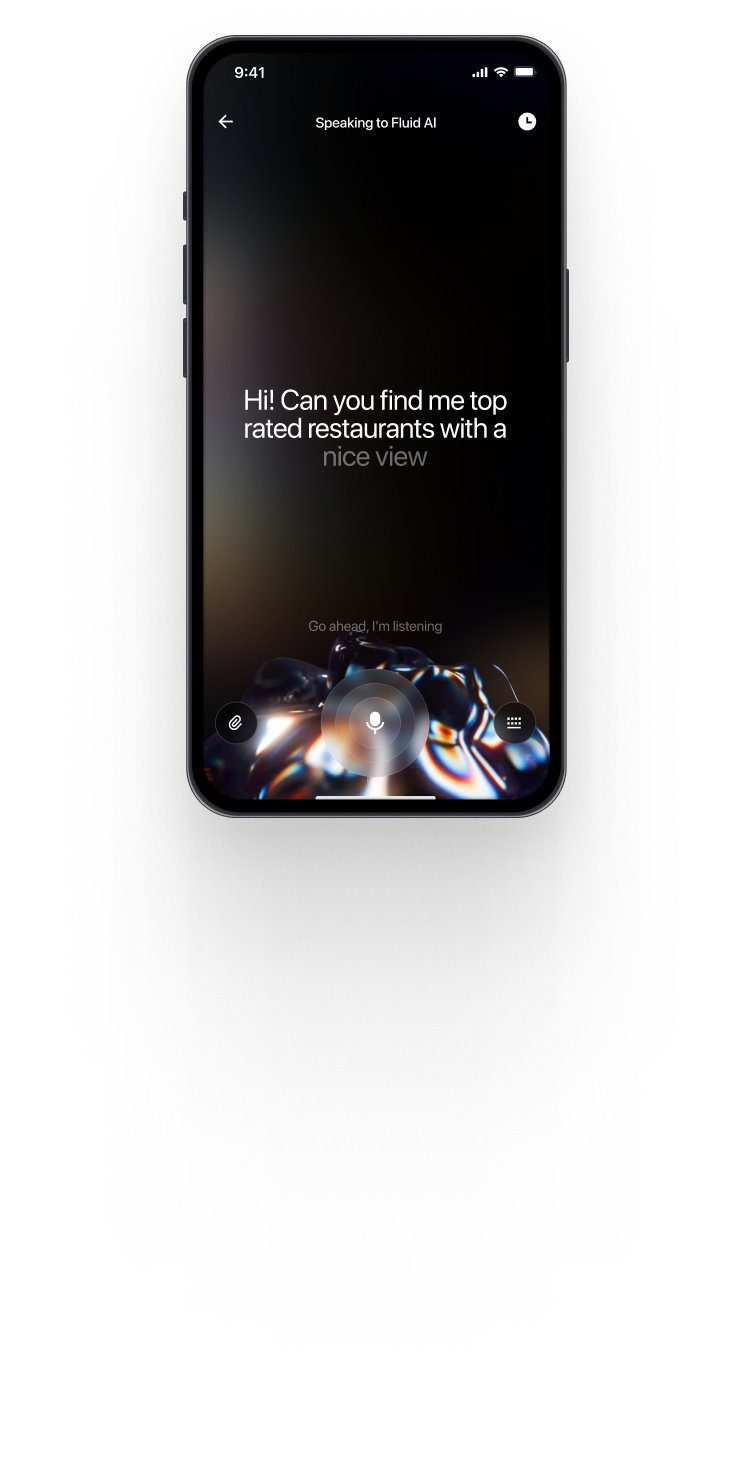 9:41
Speaking to Fluid AI
Hi! Can you find me top
rated restaurants with a
nice view
Go ahead, I’m listening